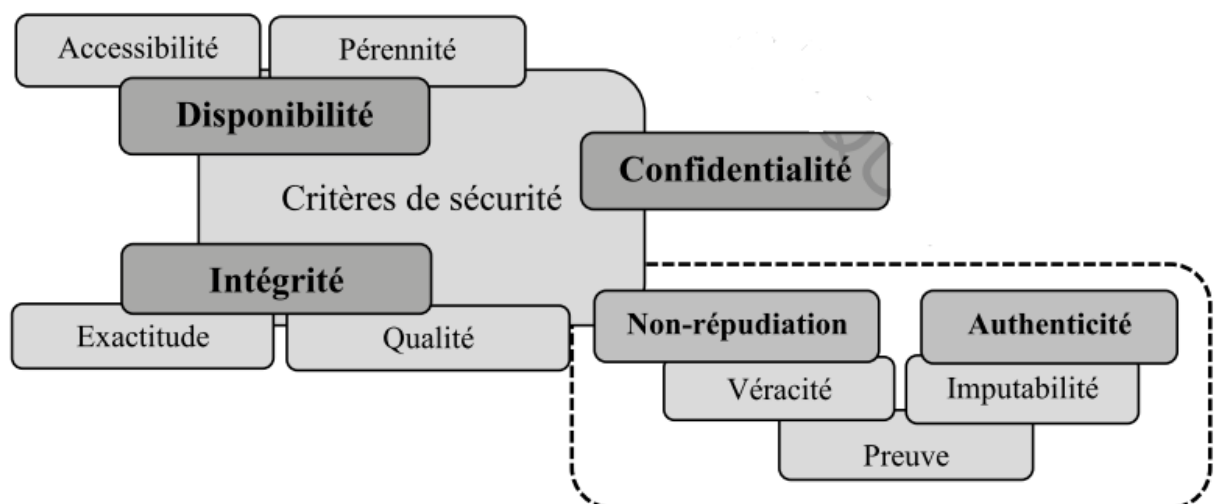 Accessibilité
Pérennité
Disponibilité
Confidentialité
Critères de sécurité
Intégrité
Exactitude
Qualité
Non-répudiation
Authenticité
Véracité
Imputabilité
Preuve